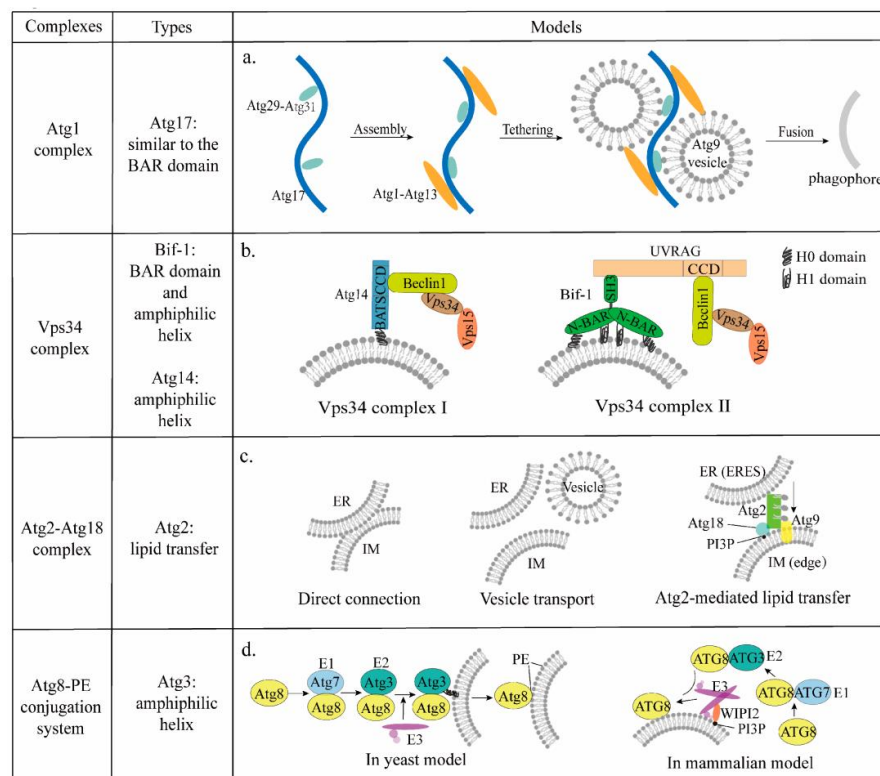 Complexes Types Models
Atg1
complex
Atg17:
similar to the
BAR domain
a.
Atg29-Atg31
Atg17
Assembly
Atg1-Atg13
Tethering
Atg9
vesicle
Fusion
phagophore
Vps34
complex
Bif-1:
BAR domain
and
amphiphilic
helix
Atg14:
amphiphilic
helix
b.
Atg14
BATS CCD
Beclin1
Vps34
Vps15
Vps34 complex I
UVRAG
CCD
Bif-1
SH3
N-BAR N-BAR
Beclin1
Vps34
Vps15
Vps34 complex II
H0 domain
H1 domain
Atg2-Atg18
complex
Atg2:
lipid transfer
c.
ER
IM
Direct connection
ER
Vesicle
IM
Vesicle transport
ER (ERES)
Atg2
Atg18
Atg9
PI3P
IM (edge)
Atg2-mediated lipid transfer
Atg8-PE
conjugation
system
Atg3:
amphiphilic
helix
d.
E1 E2
Atg8
Atg7
Atg8
Atg3
Atg8
Atg3
Atg8
E3
PE
Atg8
In yeast model
ATG8 ATG3 E2
E3
ATG8
ATG8 ATG7 E1
WIPI2
PI3P
ATG8
In mammalian model